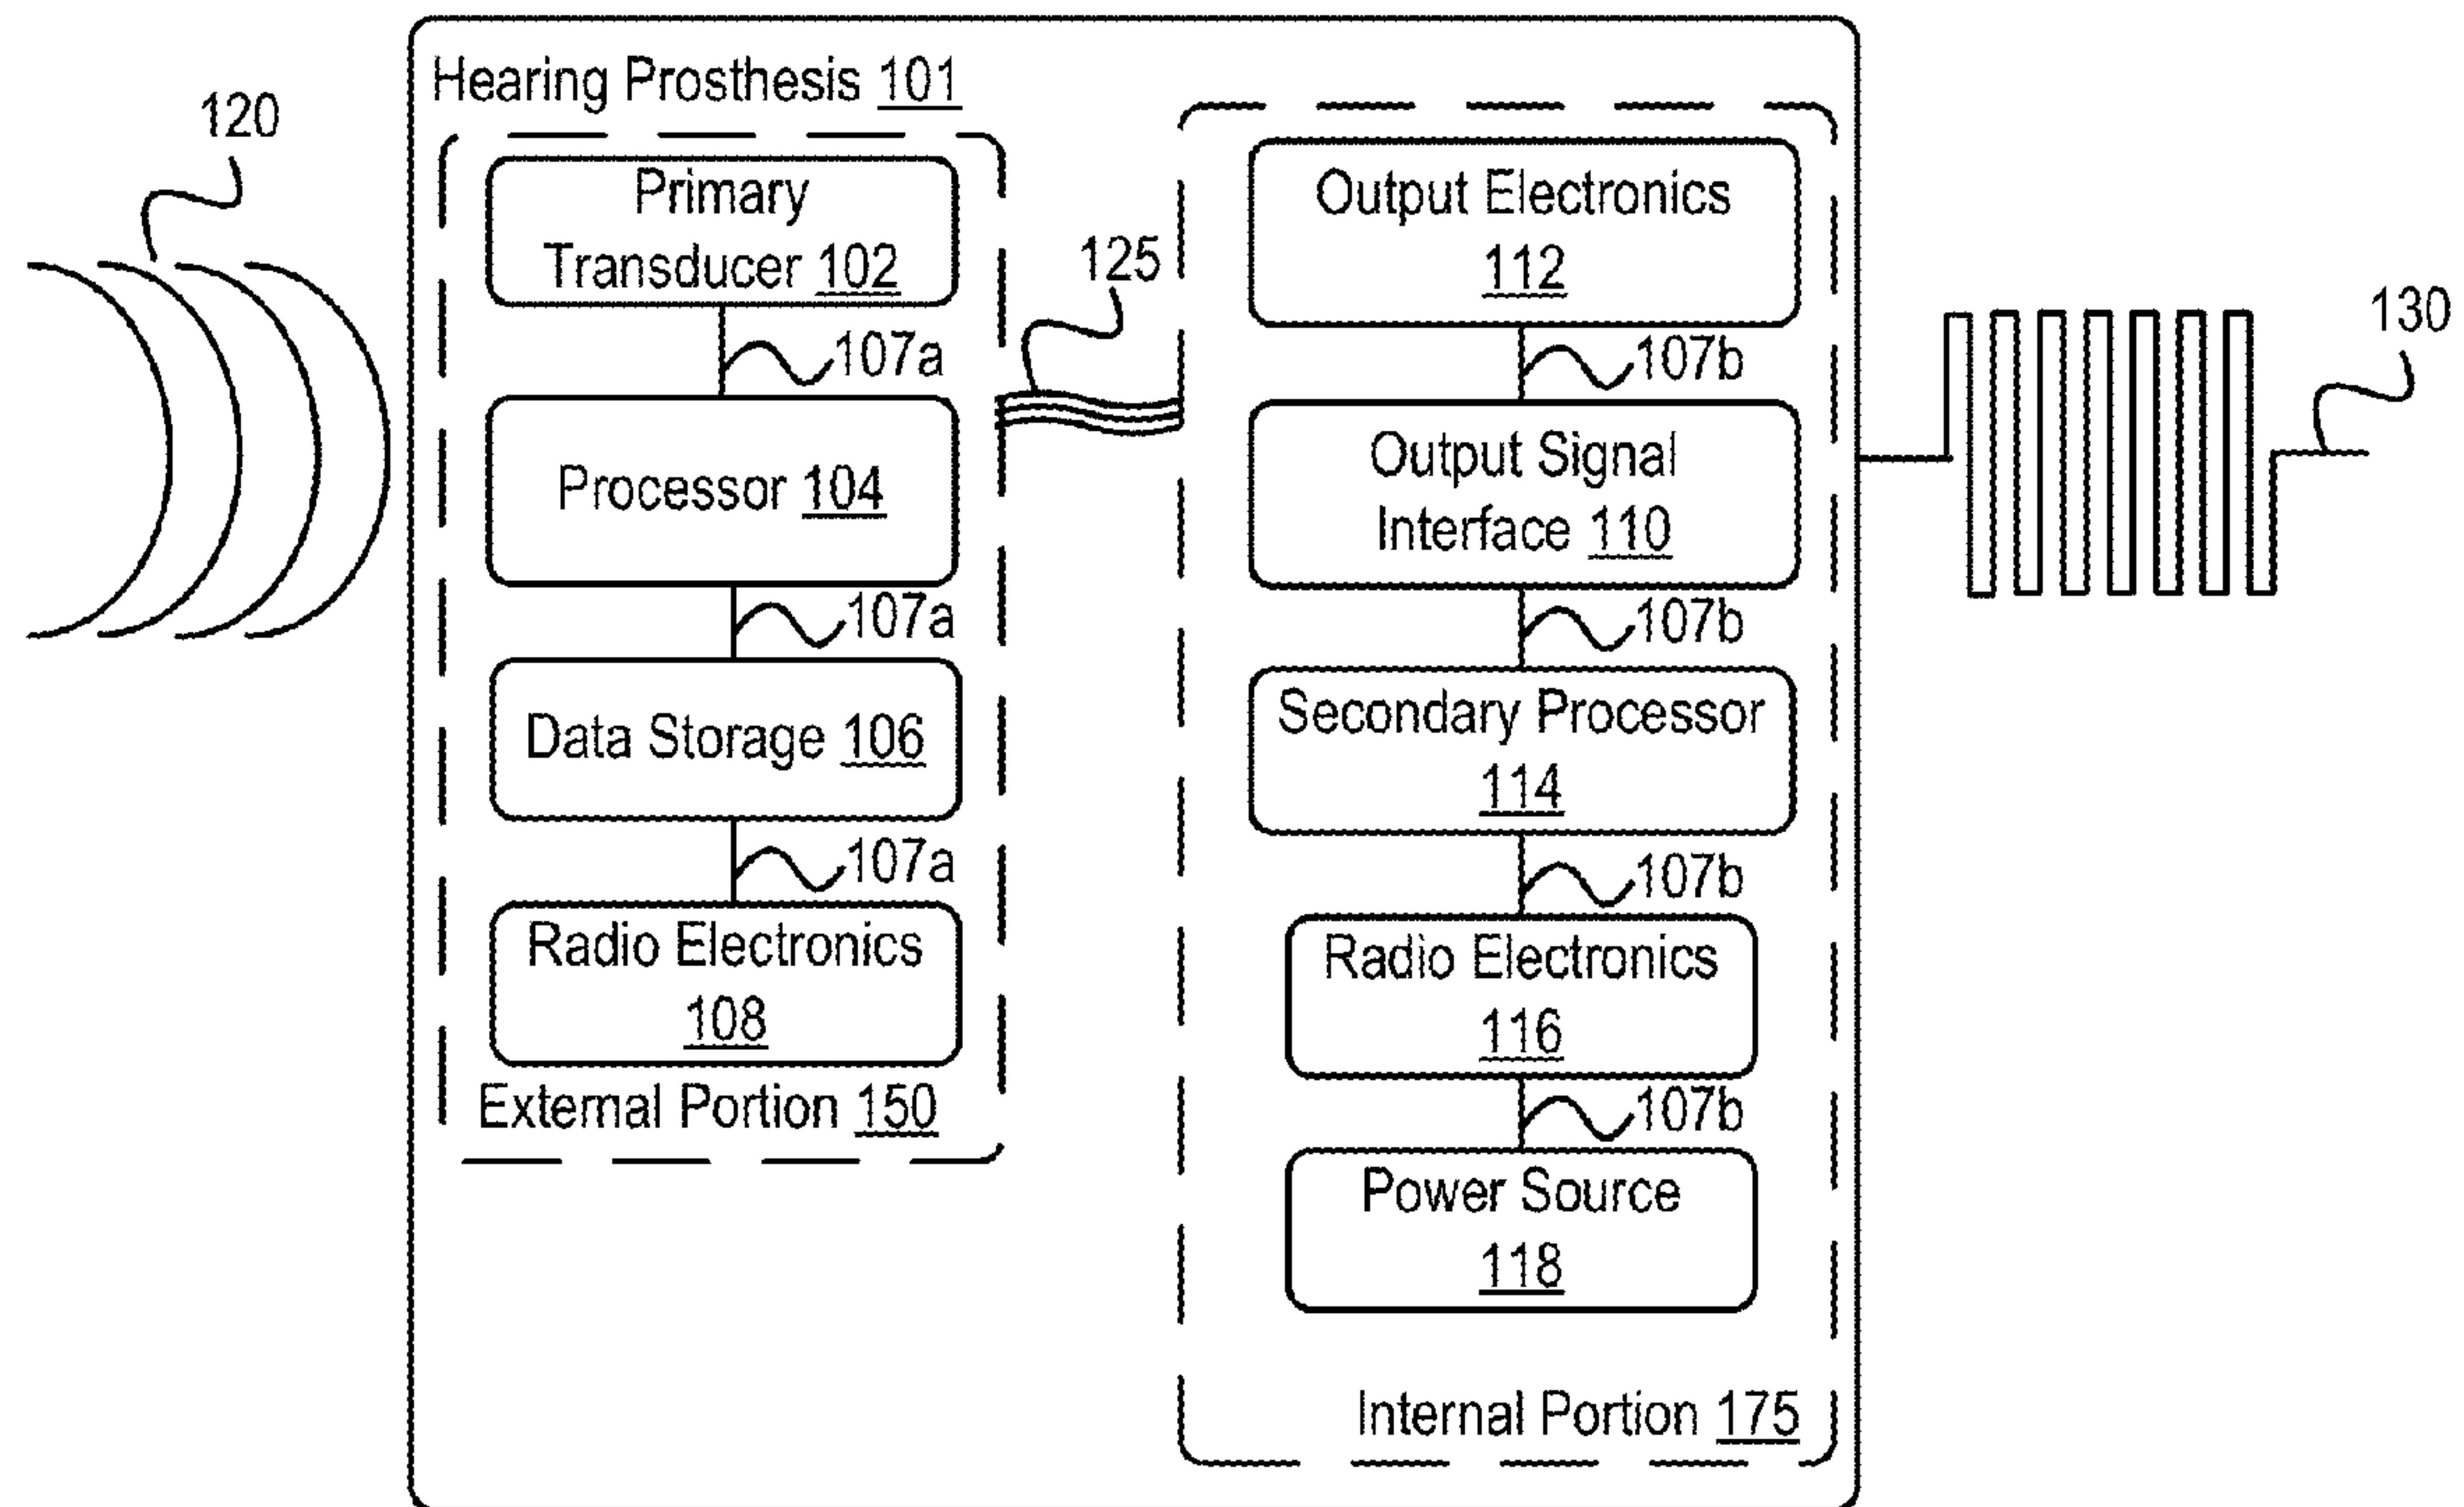 Hearing Prosthesis 101
120
Primary
Transducer 102
107a
Processor 104
107a
Data Storage 106
107a
Radio Electronics
108
External Portion 150
125
Output Electronics
112
107b
Output Signal
Interface 110
107b
Secondary Processor
114
107b
Radio Electronics
116
107b
Power Source
118
Internal Portion 175
130